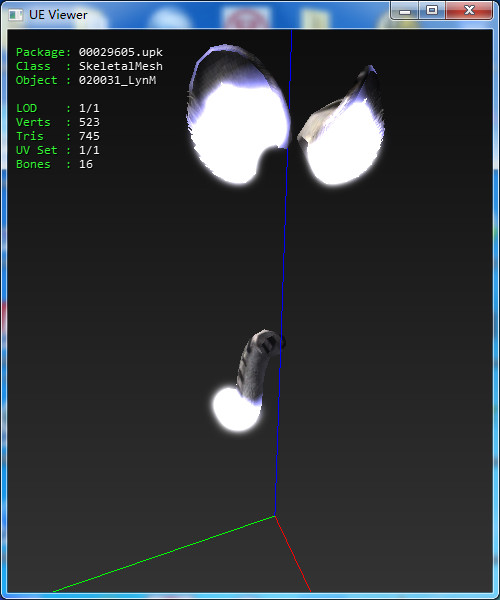 UE Viewer
Package: 00029605.upk
Class : SkeletalMesh
Object : 020031_LynM
LOD : 1/1
Verts : 523
Tris : 745
UV Set : 1/1
Bones : 16